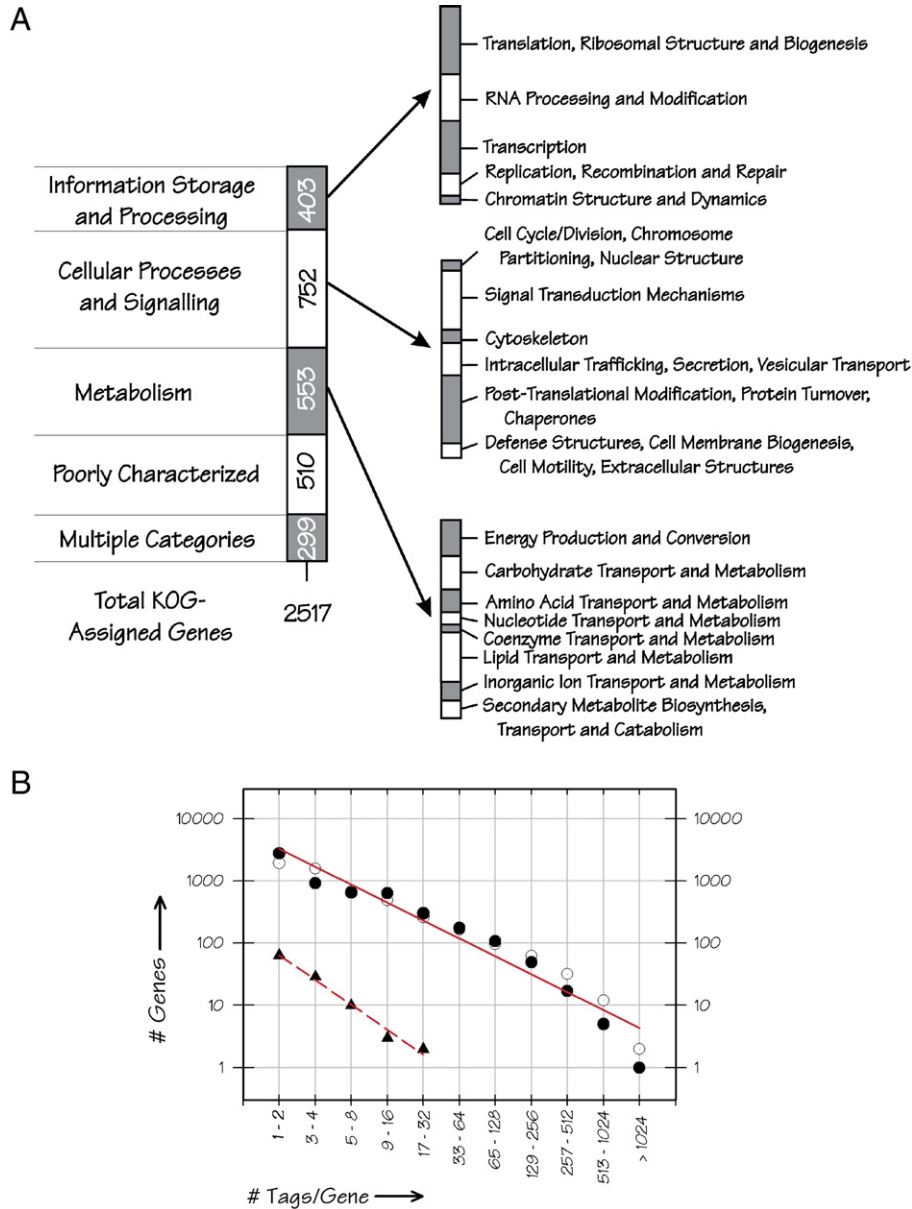 A
Information Storage
and Processing
403
Cellular Processes
and Signalling
752
Metabolism
553
Poorly Characterized
510
Multiple Categories
299
Total KOG-
Assigned Genes
2517
Translation, Ribosomal Structure and Biogenesis
RNA Processing and Modification
Transcription
Replication, Recombination and Repair
Chromatin Structure and Dynamics
Cell Cycle/Division, Chromosome
Partitioning, Nuclear Structure
Signal Transduction Mechanisms
Cytoskeleton
Intracellular Trafficking, Secretion, Vesicular Transport
Post-Translational Modification, Protein Turnover,
Chaperones
Defense Structures, Cell Membrane Biogenesis,
Cell Motility, Extracellular Structures
Energy Production and Conversion
Carbohydrate Transport and Metabolism
Amino Acid Transport and Metabolism
Nucleotide Transport and Metabolism
Coenzyme Transport and Metabolism
Lipid Transport and Metabolism
Inorganic Ion Transport and Metabolism
Secondary Metabolite Biosynthesis,
Transport and Catabolism
B
# Genes
10000 10000
1000 1000
100 100
10 10
1 1
1 - 2
3 - 4
5 - 8
9 - 16
17 - 32
33 - 64
65 - 128
129 - 256
257 - 512
513 - 1024
> 1024
# Tags/Gene